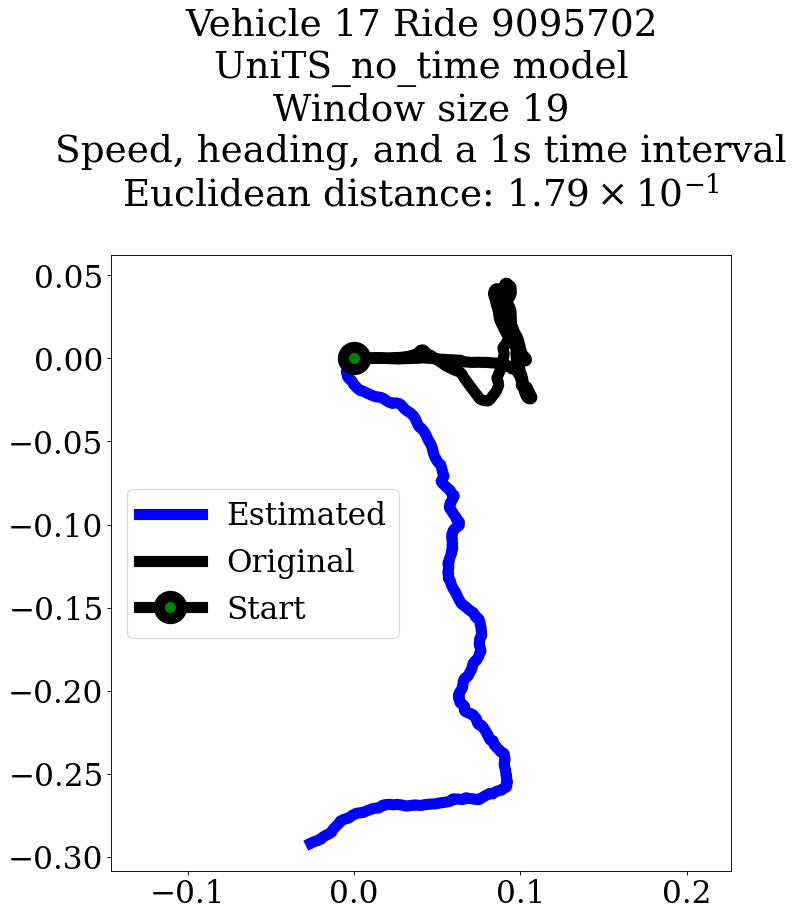 Vehicle 17 Ride 9095702
UniTS_no_time model
Window size 19
Speed, heading, and a 1s time interval
Euclidean distance: 1.79 × 10⁻¹
0.05
0.00
−0.05
−0.10
−0.15
−0.20
−0.25
−0.30
Estimated
Original
Start
−0.1
0.0
0.1
0.2